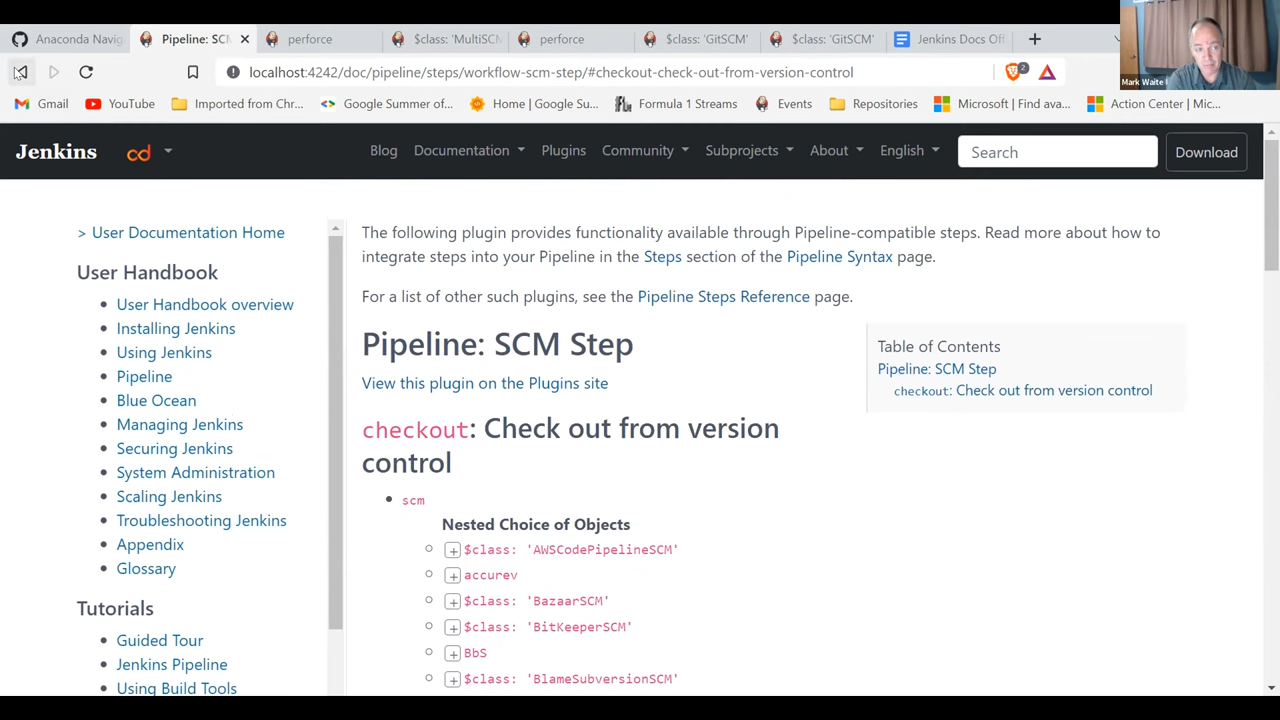 Anaconda Navig
Pipeline: SCM
perforce
$class: 'MultiSCM
perforce
$class: 'GitSCM'
$class: 'GitSCM'
Jenkins Docs Off
Mark Waite
localhost:4242/doc/pipeline/steps/workflow-scm-step/#checkout-check-out-from-version-control
2
Gmail
YouTube
Imported from Chr...
Google Summer of...
Home | Google Su...
Formula 1 Streams
Events
Repositories
Microsoft | Find ava...
Action Center | Mic...
Jenkins
cd
Blog
Documentation
Plugins
Community
Subprojects
About
English
Search
Download
> User Documentation Home
User Handbook
User Handbook overview
Installing Jenkins
Using Jenkins
Pipeline
Blue Ocean
Managing Jenkins
Securing Jenkins
System Administration
Scaling Jenkins
Troubleshooting Jenkins
Appendix
Glossary
Tutorials
Guided Tour
Jenkins Pipeline
Using Build Tools
The following plugin provides functionality available through Pipeline-compatible steps. Read more about how to
integrate steps into your Pipeline in the Steps section of the Pipeline Syntax page.
For a list of other such plugins, see the Pipeline Steps Reference page.
Pipeline: SCM Step
View this plugin on the Plugins site
checkout: Check out from version
control
scm
Nested Choice of Objects
$class: 'AWSCodePipelineSCM'
accurev
$class: 'BazaarSCM'
$class: 'BitKeeperSCM'
BbS
$class: 'BlameSubversionSCM'
Table of Contents
Pipeline: SCM Step
checkout: Check out from version control